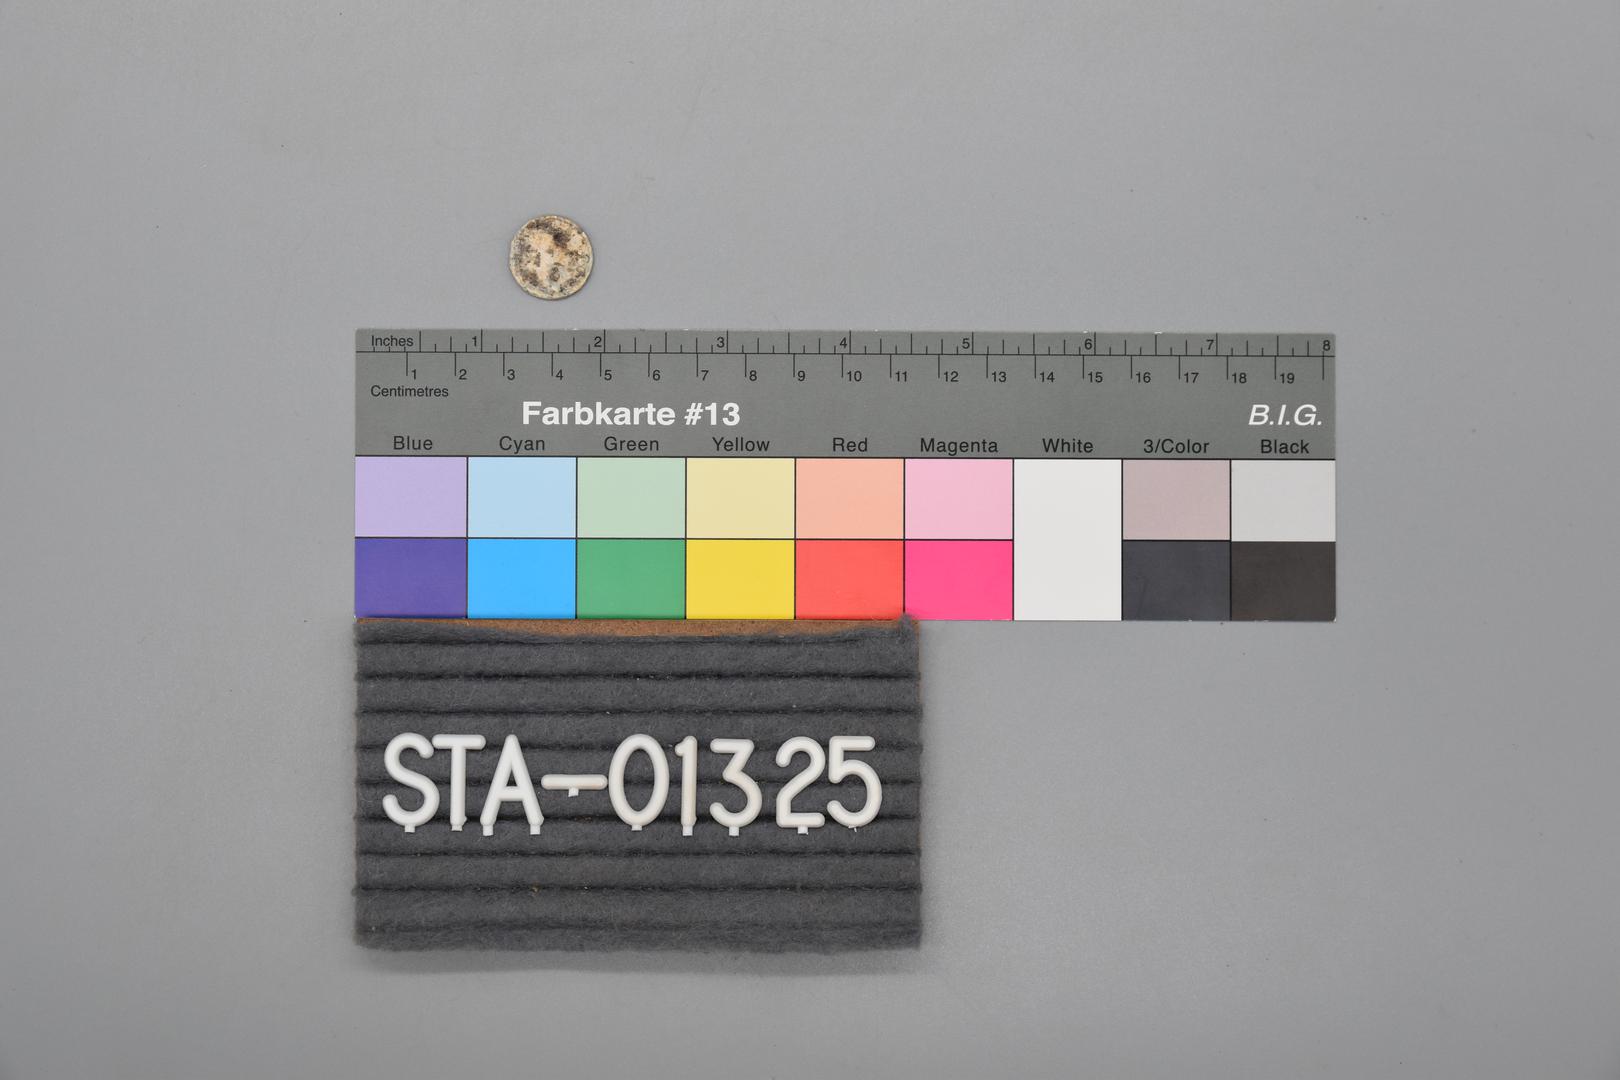 Inches 1 2 3 4 5 6 7 8
1 2 3 4 5 6 7 8 9 10 11 12 13 14 15 16 17 18 19
Centimetres
Farbkarte #13 B.I.G.
Blue Cyan Green Yellow Red Magenta White 3/Color Black
STA-01325